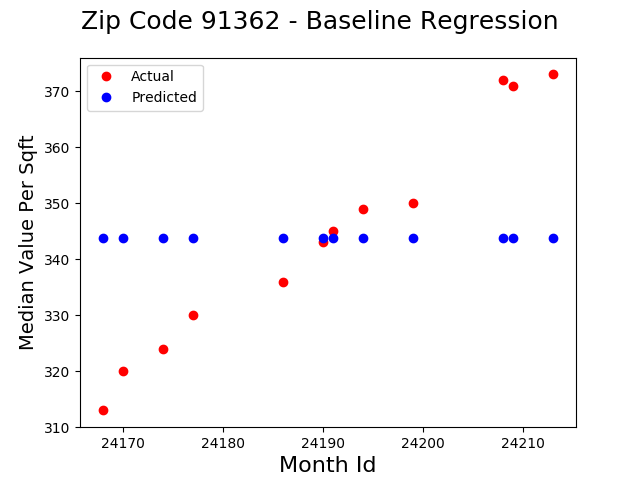 Zip Code 91362 - Baseline Regression
Actual
Predicted
Median Value Per Sqft
370
360
350
340
330
320
310
24170 24180 24190 24200 24210
Month Id